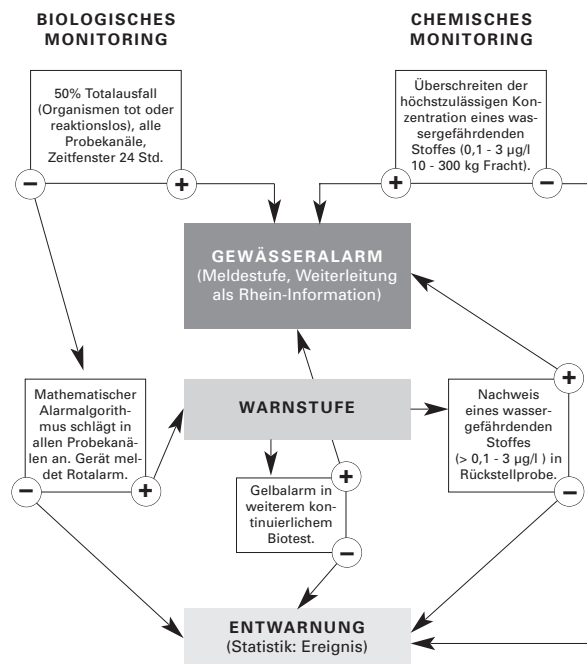 BIOLOGISCHES
MONITORING
CHEMISCHES
MONITORING
50% Totalausfall
(Organismen tot oder
reaktionslos), alle
Probekanäle,
Zeitfenster 24 Std.
–
+
Überschreiten der
höchstzulässigen Kon-
zentration eines was-
sergefährdenden
Stoffes (0,1 - 3 µg/l
10 - 300 kg Fracht).
+
–
GEWÄSSERALARM
(Meldestufe, Weiterleitung
als Rhein-Information)
Mathematischer
Alarmalgorith-
mus schlägt in
allen Probekanä-
len an. Gerät mel-
det Rotalarm.
–
+
WARNSTUFE
Gelbalarm in
weiterem kon-
tinuierlichem
Biotest.
+
–
+
Nachweis
eines wasser-
gefährdenden
Stoffes
(> 0,1 - 3 µg/l ) in
Rückstellprobe.
–
ENTWARNUNG
(Statistik: Ereignis)